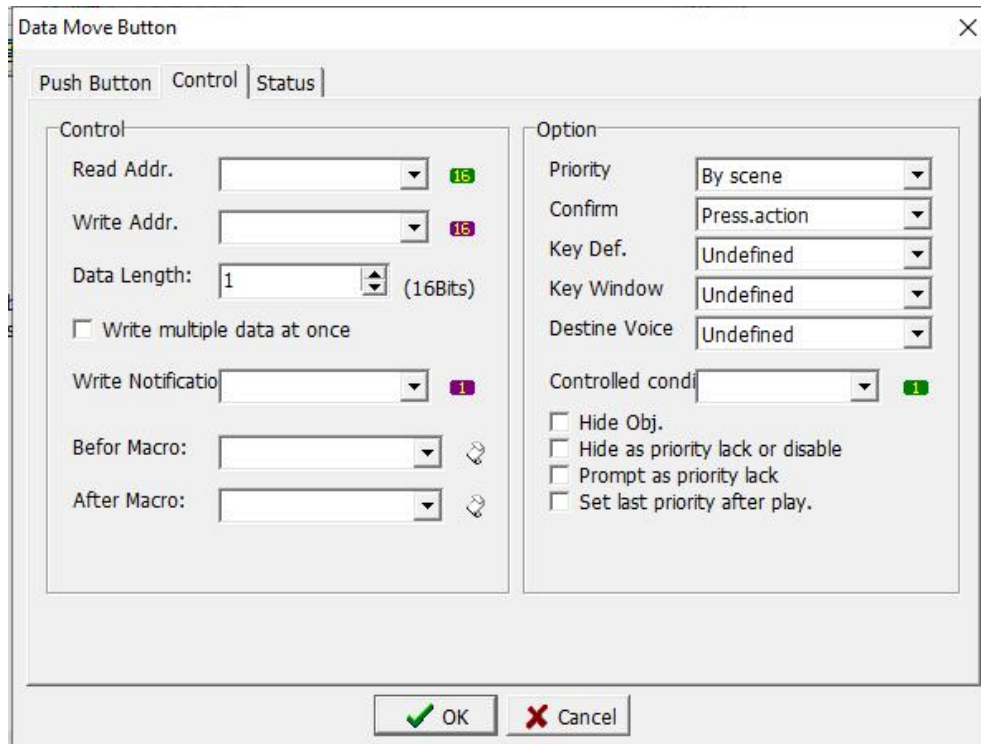 Data Move Button
Push Button Control Status
Control
Read Addr. 16
Write Addr. 16
Data Length: 1 (16Bits)
Write multiple data at once
Write Notificatio 1
Befor Macro:
After Macro:
Option
Priority By scene
Confirm Press.action
Key Def. Undefined
Key Window Undefined
Destine Voice Undefined
Controlled condi 1
Hide Obj.
Hide as priority lack or disable
Prompt as priority lack
Set last priority after play.
OK Cancel